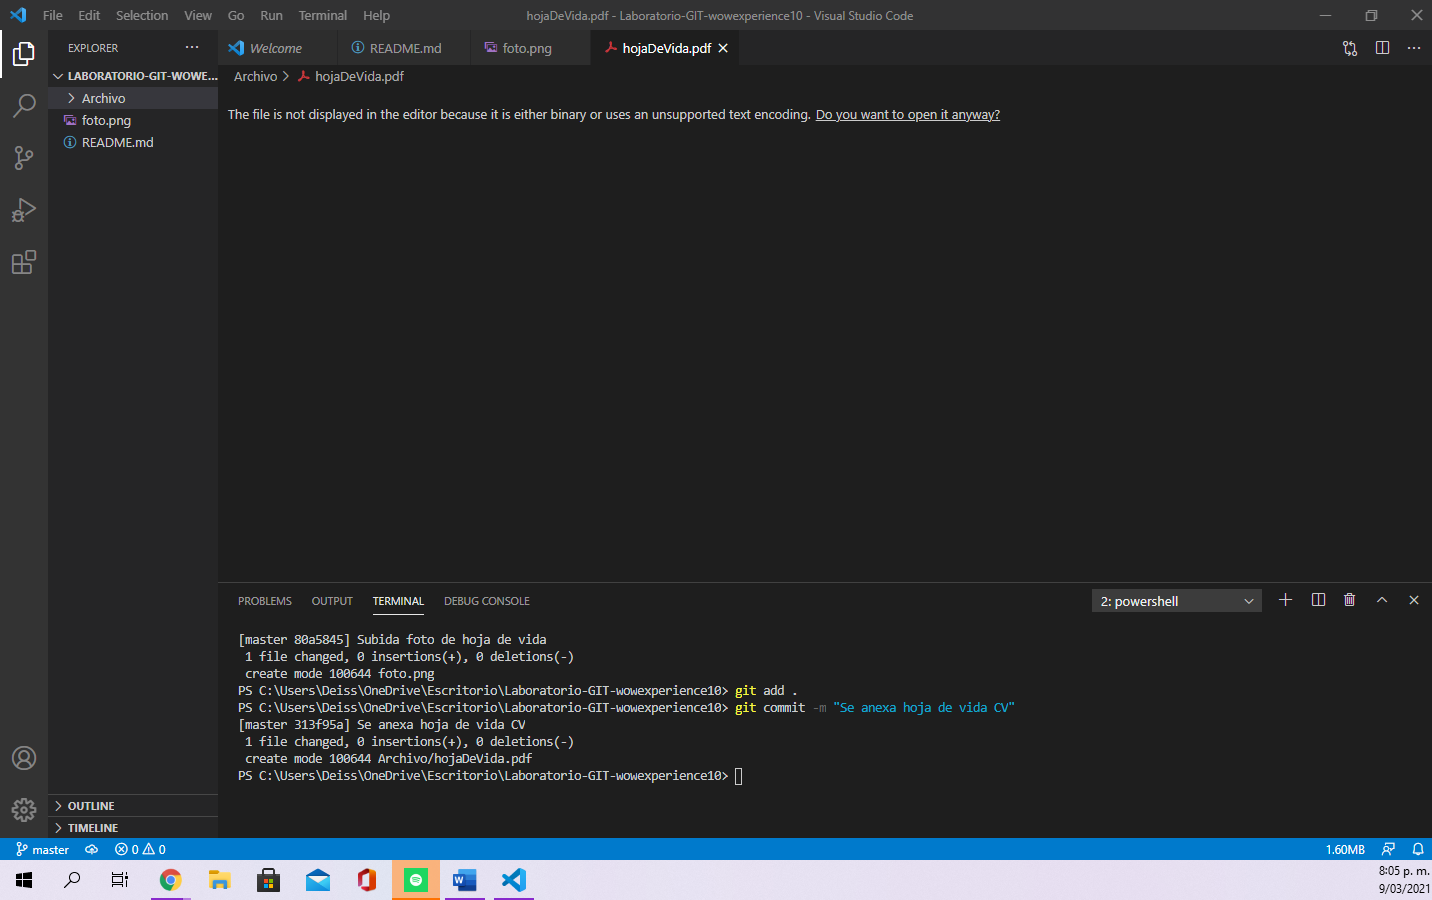 File Edit Selection View Go Run Terminal Help
hojaDeVida.pdf - Laboratorio-GIT-wowexperience10 - Visual Studio Code
EXPLORER
Welcome
README.md
foto.png
hojaDeVida.pdf
LABORATORIO-GIT-WOWE...
Archivo
foto.png
README.md
Archivo
hojaDeVida.pdf
The file is not displayed in the editor because it is either binary or uses an unsupported text encoding. Do you want to open it anyway?
PROBLEMS OUTPUT TERMINAL DEBUG CONSOLE
2: powershell
[master 80a5845] Subida foto de hoja de vida
1 file changed, 0 insertions(+), 0 deletions(-)
create mode 100644 foto.png
PS C:\Users\Deiss\OneDrive\Escritorio\Laboratorio-GIT-wowexperience10> git add .
PS C:\Users\Deiss\OneDrive\Escritorio\Laboratorio-GIT-wowexperience10> git commit -m "Se anexa hoja de vida CV"
[master 313f95a] Se anexa hoja de vida CV
1 file changed, 0 insertions(+), 0 deletions(-)
create mode 100644 Archivo/hojaDeVida.pdf
PS C:\Users\Deiss\OneDrive\Escritorio\Laboratorio-GIT-wowexperience10>
OUTLINE
TIMELINE
master
0
0
1.60MB
8:05 p. m.
9/03/2021